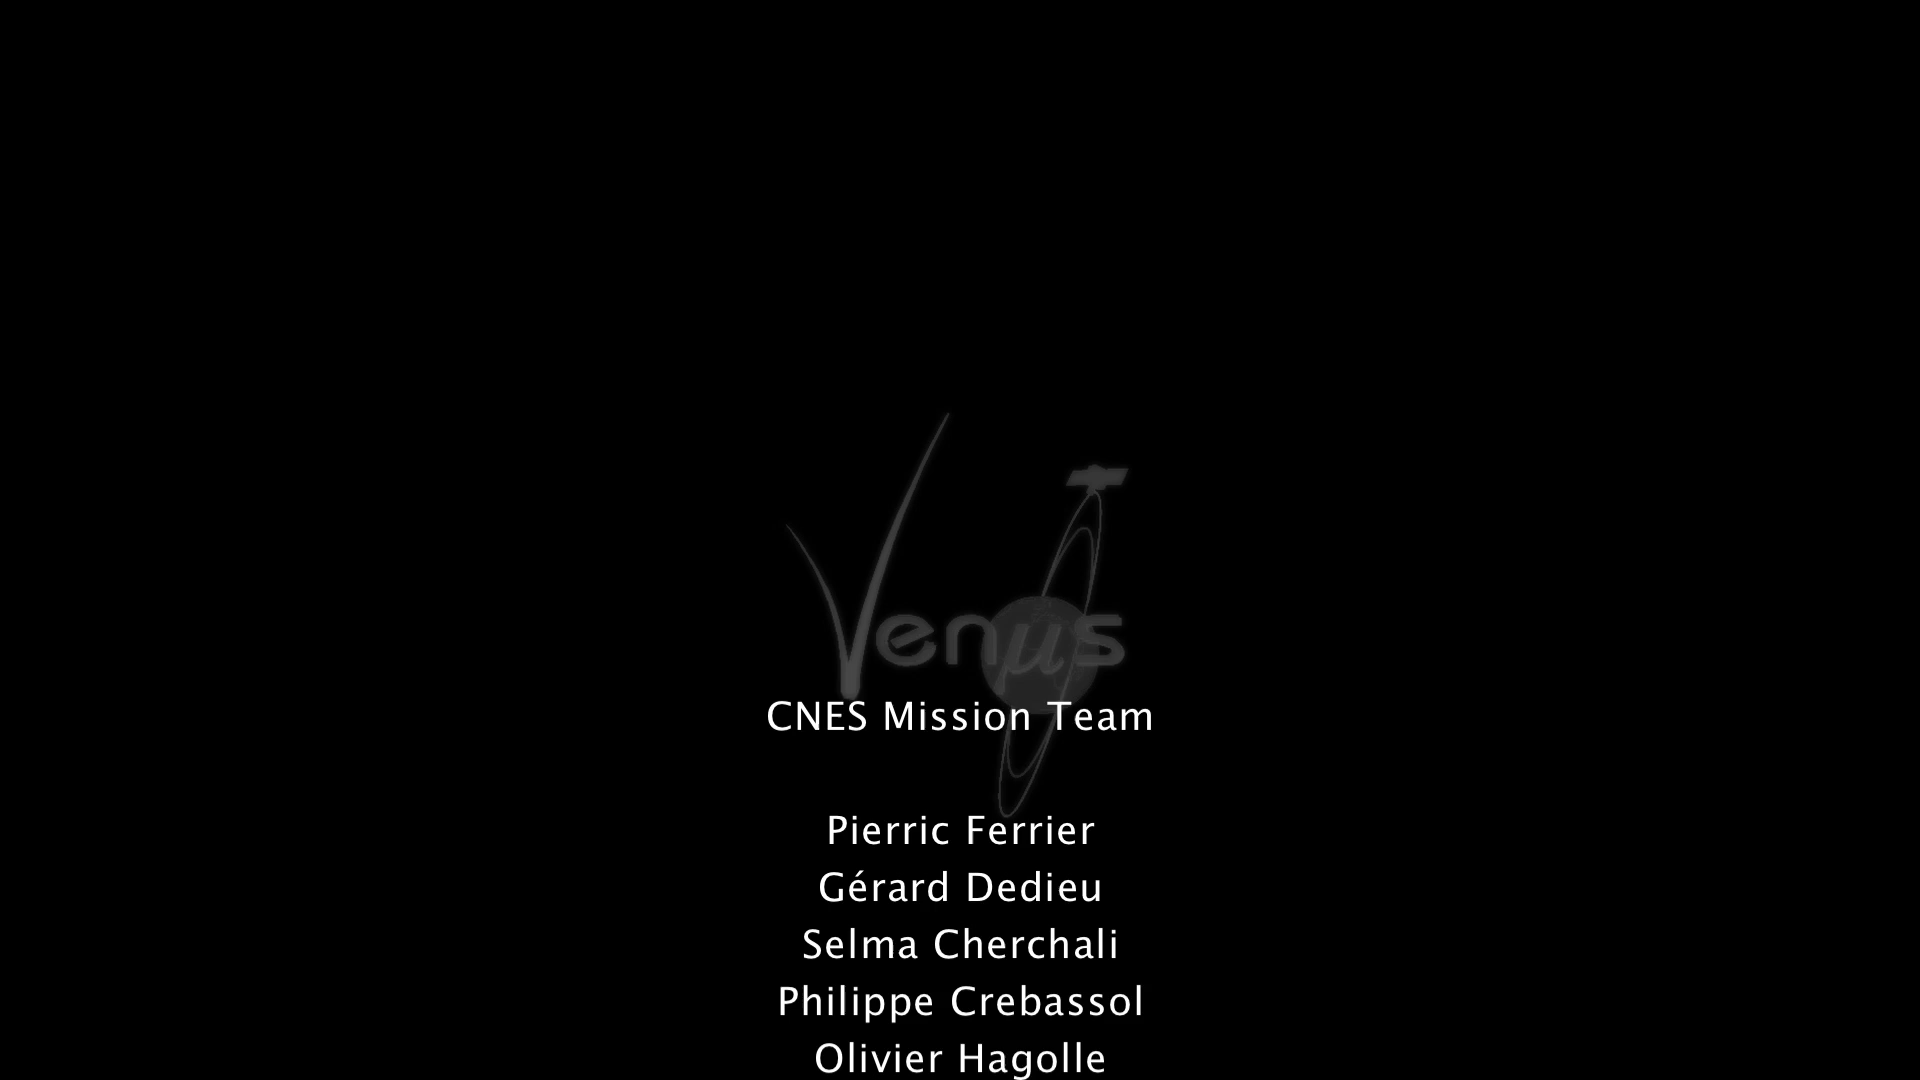 Venµs
CNES Mission Team
Pierric Ferrier
Gérard Dedieu
Selma Cherchali
Philippe Crebassol
Olivier Hagolle